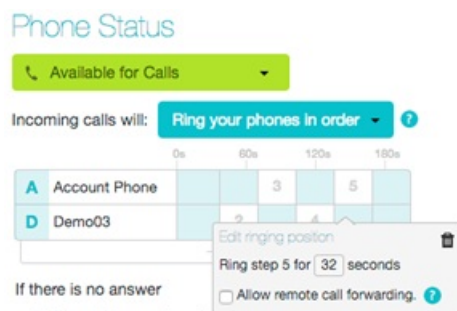 Phone Status
Available for Calls
Incoming calls will: Ring your phones in order ?
0s 60s 120s 180s
A Account Phone 3 5
D Demo03 2 4
Edit ringing position
Ring step 5 for 32 seconds
If there is no answer
Allow remote call forwarding. ?